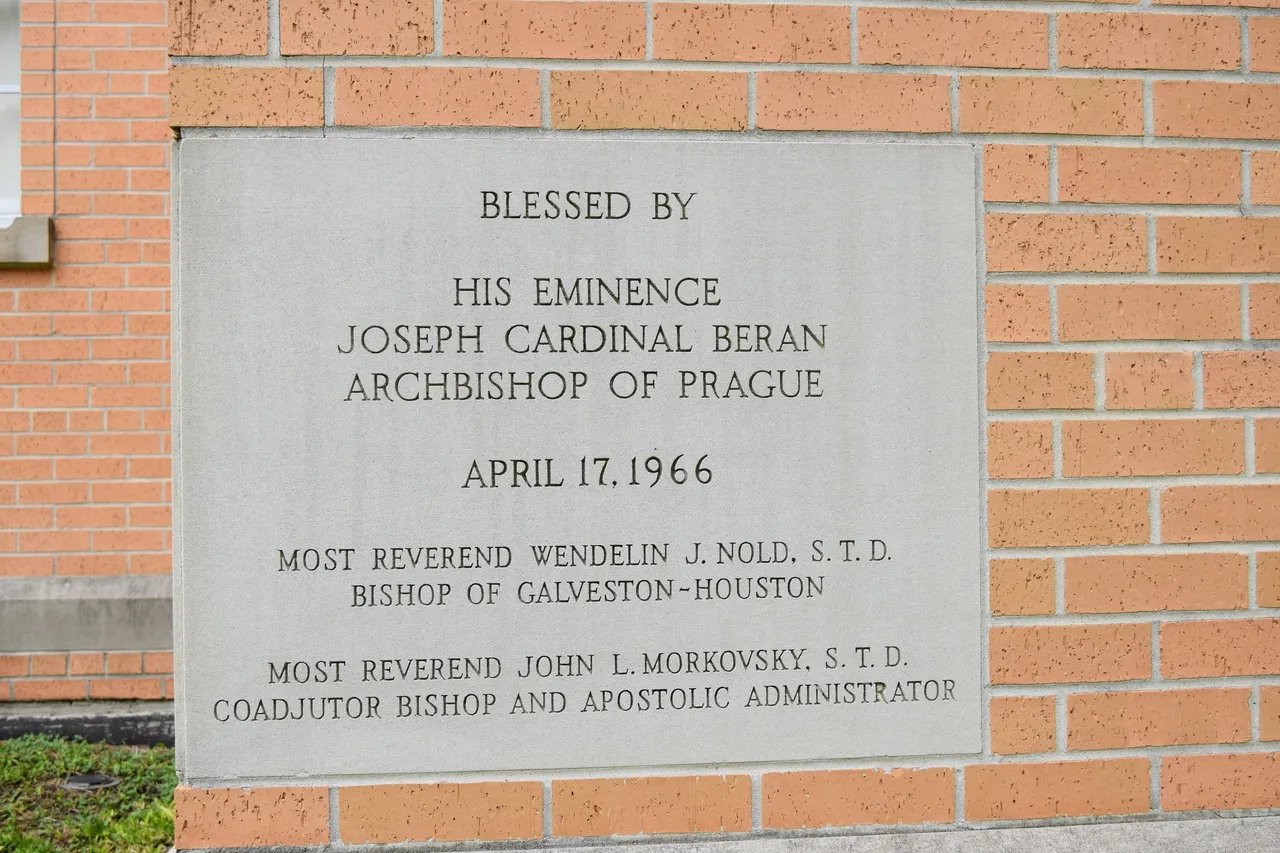 BLESSED BY
HIS EMINENCE
JOSEPH CARDINAL BERAN
ARCHBISHOP OF PRAGUE
APRIL 17, 1966
MOST REVEREND WENDELIN J. NOLD, S. T. D.
BISHOP OF GALVESTON-HOUSTON
MOST REVEREND JOHN L. MORKOVSKY, S. T. D.
COADJUTOR BISHOP AND APOSTOLIC ADMINISTRATOR